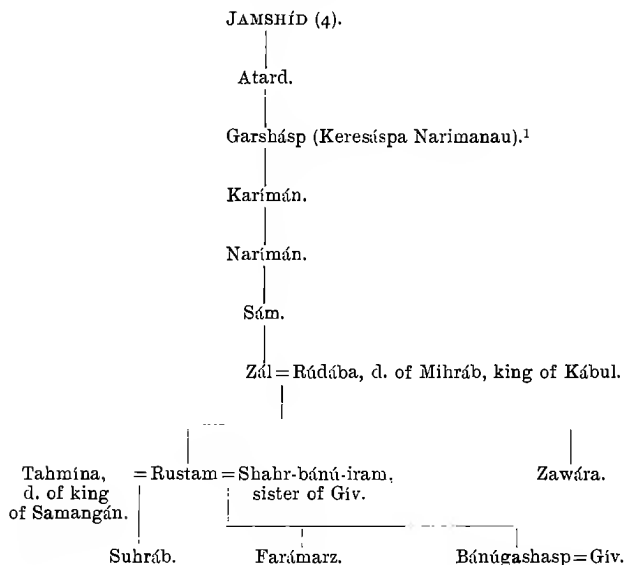 JAMSHÍD (4).
Atard.
Garshásp (Keresáspa Narimanau).¹
Karímán.
Narímán.
Sám.
Zál=Rúdába, d. of Mihráb, king of Kábul.
Tahmína, =Rustam=Shahr-bánú-iram, Zawára.
d. of king sister of Gív.
of Samangán.
Suhráb. Farámarz. Bánúgashasp=Gív.